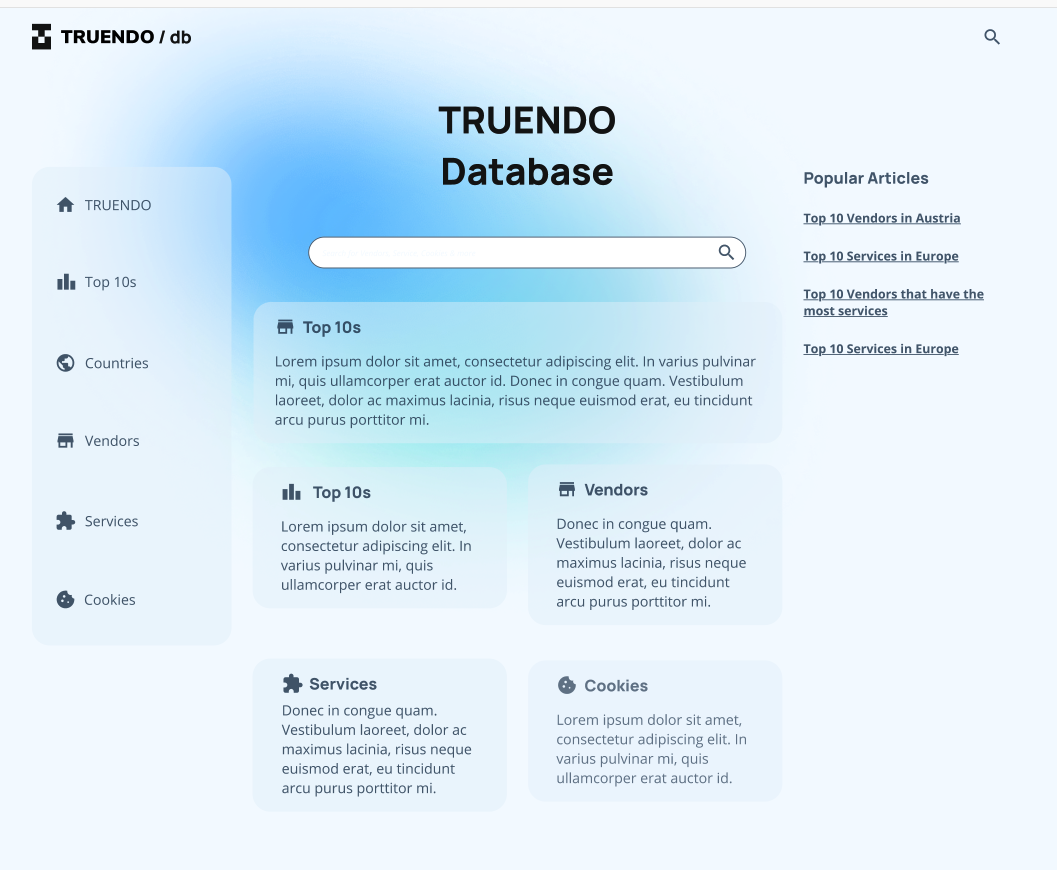 TRUENDO / db
TRUENDO
Database
TRUENDO
Top 10s
Countries
Vendors
Services
Cookies
Top 10s
Lorem ipsum dolor sit amet, consectetur adipiscing elit. In varius pulvinar
mi, quis ullamcorper erat auctor id. Donec in congue quam. Vestibulum
laoreet, dolor ac maximus lacinia, risus neque euismod erat, eu tincidunt
arcu purus porttitor mi.
Top 10s
Lorem ipsum dolor sit amet,
consectetur adipiscing elit. In
varius pulvinar mi, quis
ullamcorper erat auctor id.
Vendors
Donec in congue quam.
Vestibulum laoreet, dolor ac
maximus lacinia, risus neque
euismod erat, eu tincidunt
arcu purus porttitor mi.
Services
Donec in congue quam.
Vestibulum laoreet, dolor ac
maximus lacinia, risus neque
euismod erat, eu tincidunt
arcu purus porttitor mi.
Cookies
Lorem ipsum dolor sit amet,
consectetur adipiscing elit. In
varius pulvinar mi, quis
ullamcorper erat auctor id.
Popular Articles
Top 10 Vendors in Austria
Top 10 Services in Europe
Top 10 Vendors that have the
most services
Top 10 Services in Europe